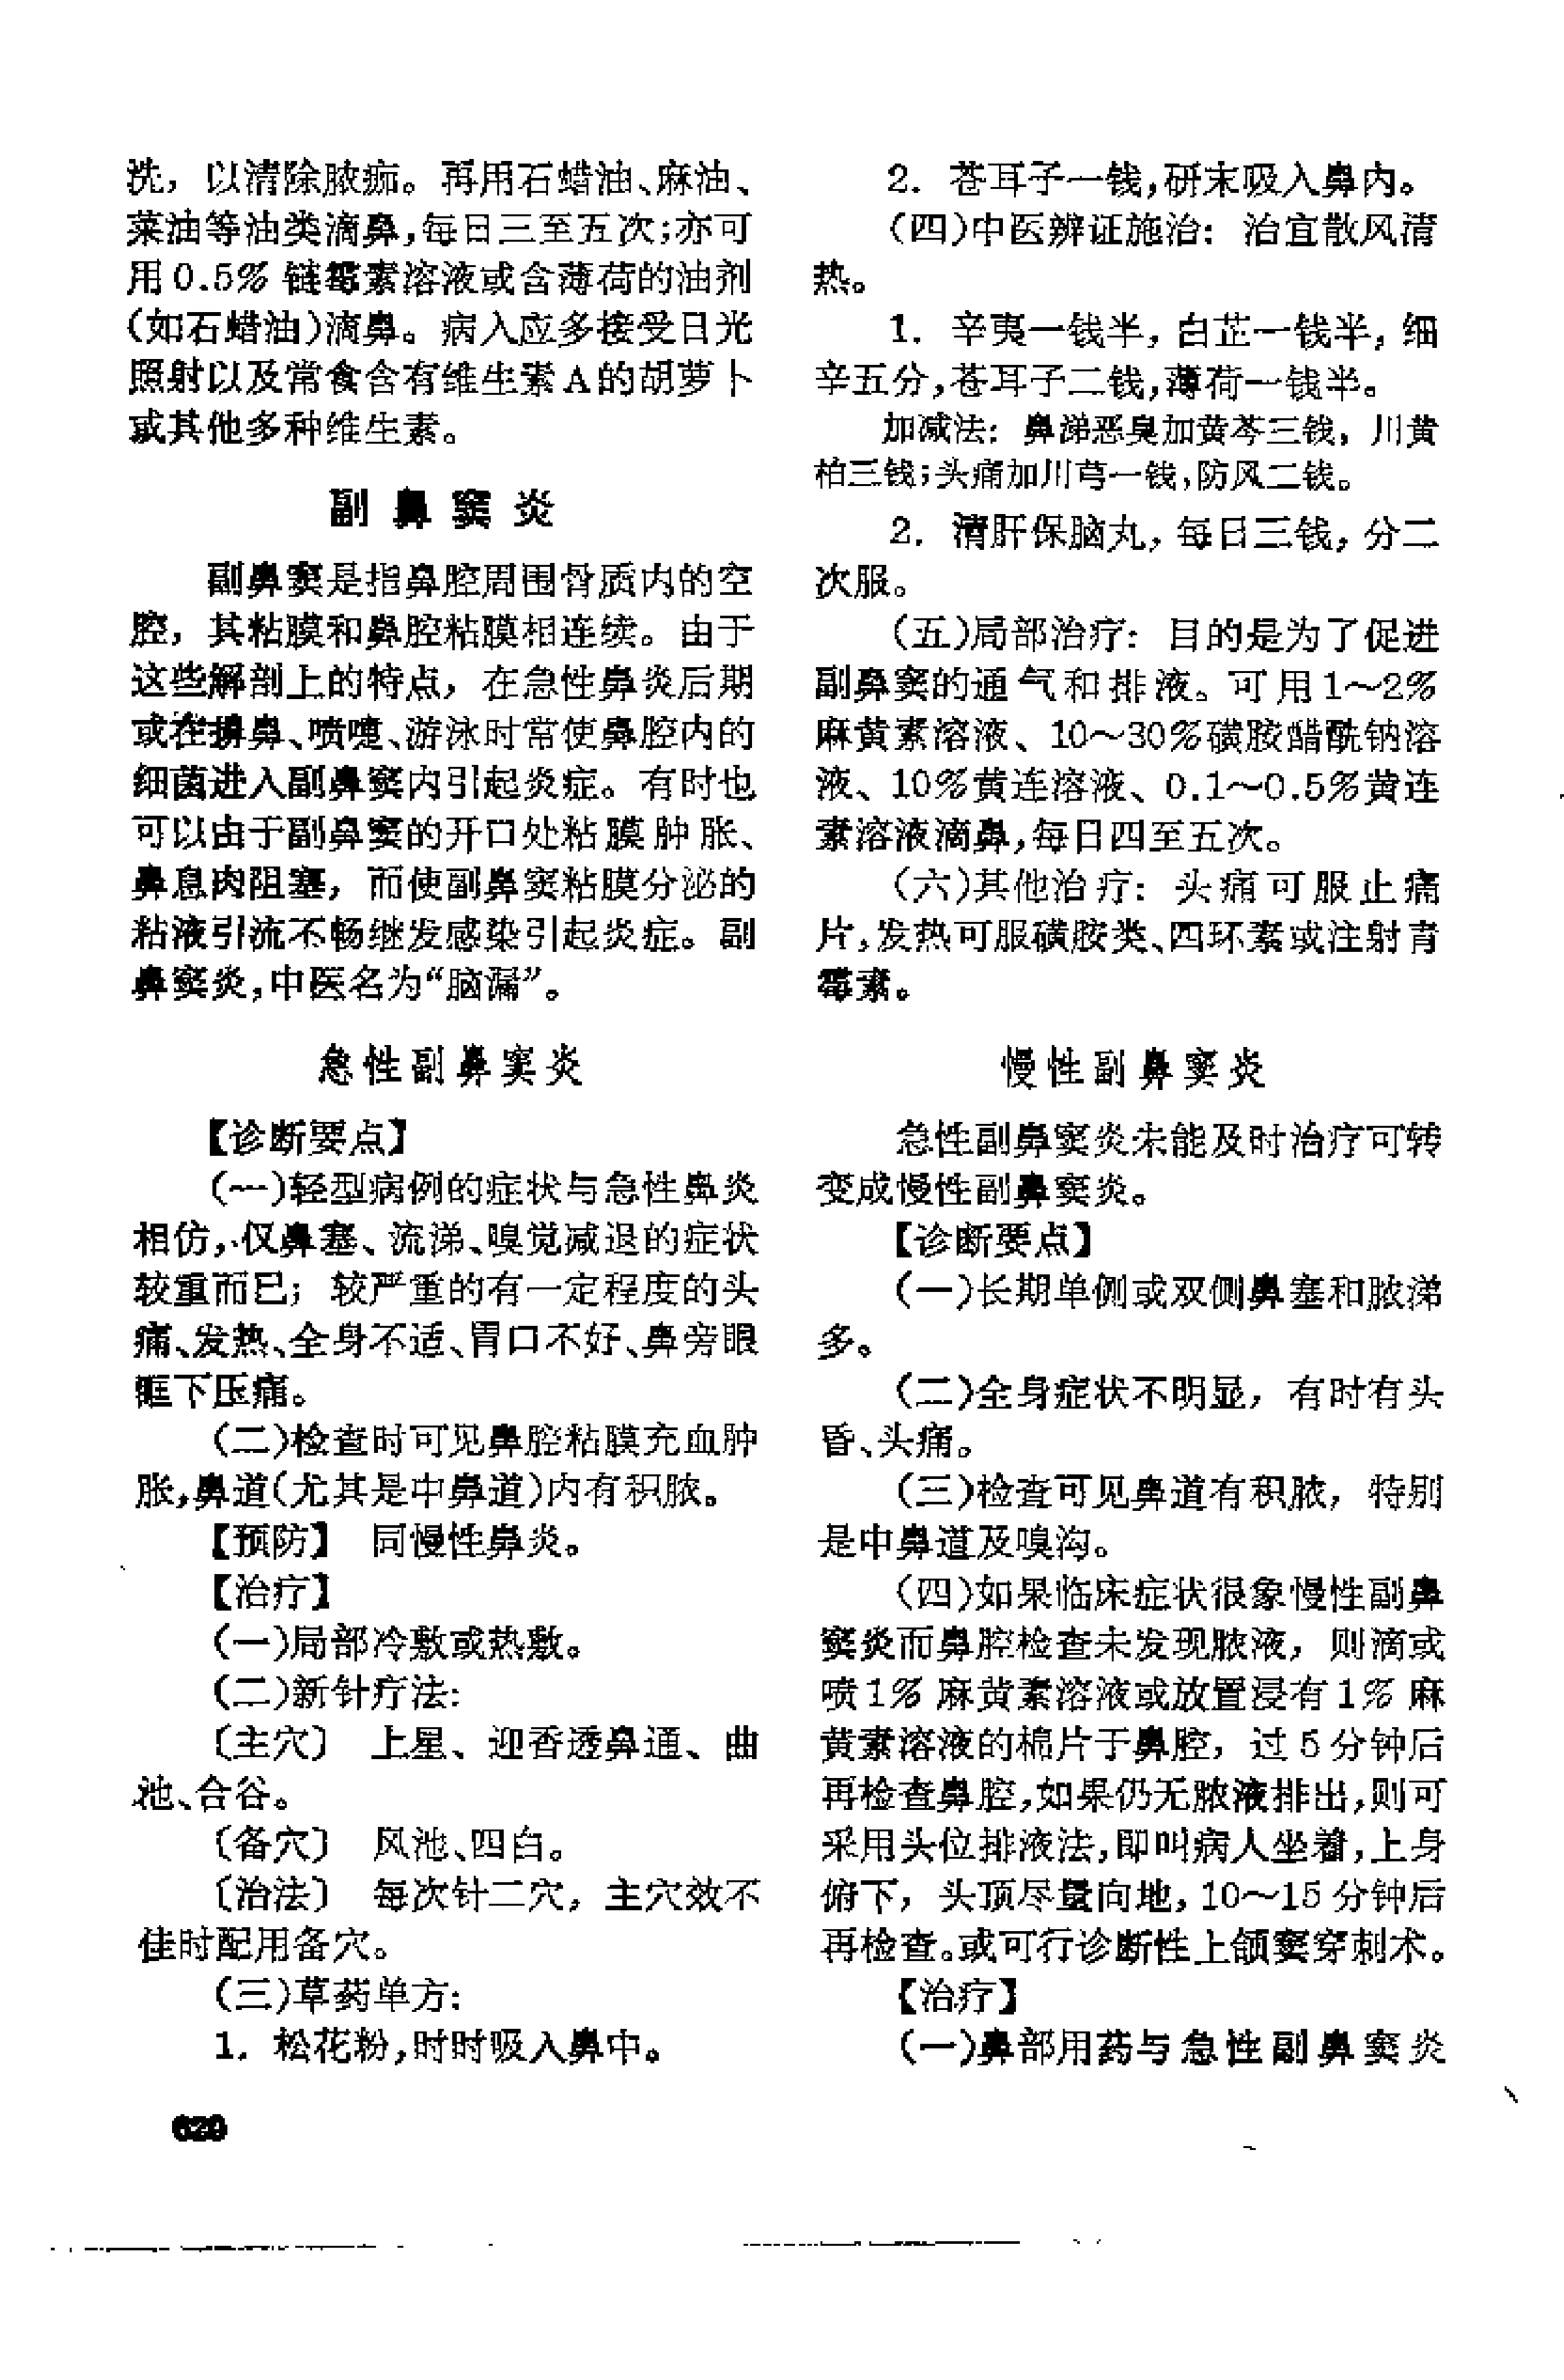 洗，以清除脓痂。再用石蜡油、麻油、
菜油等油类滴鼻，每日三至五次；亦可
用0.5%链霉素溶液或含薄荷的油剂
（如石蜡油）滴鼻。病人应多接受日光
照射以及常食含有维生素A的胡萝卜
或其他多种维生素。
副鼻窦炎
副鼻窦是指鼻腔周围骨质内的空
腔，其粘膜和鼻腔粘膜相连续。由于
这些解剖上的特点，在急性鼻炎后期
或在擤鼻、喷嚏、游泳时常使鼻腔内的
细菌进入副鼻窦内引起炎症。有时也
可以由于副鼻窦的开口处粘膜肿胀、
鼻息肉阻塞，而使副鼻窦粘膜分泌的
粘液引流不畅继发感染引起炎症。副
鼻窦炎，中医名为“脑漏”。
急性副鼻窦炎
【诊断要点】
（一）轻型病例的症状与急性鼻炎
相仿，仅鼻塞、流涕、嗅觉减退的症状
较重而已；较严重的有一定程度的头
痛、发热、全身不适、胃口不好、鼻旁眼
眶下压痛。
（二）检查时可见鼻腔粘膜充血肿
胀，鼻道（尤其是中鼻道）内有积脓。
【预防】 同慢性鼻炎。
【治疗】
（一）局部冷敷或热敷。
（二）新针疗法：
〔主穴〕 上星、迎香透鼻通、曲
池、合谷。
〔备穴〕 风池、四白。
〔治法〕 每次针二穴，主穴效不
佳时配用备穴。
（三）草药单方：
1. 松花粉，时时吸入鼻中。
620
2. 苍耳子一钱，研末吸入鼻内。
（四）中医辨证施治：治宜散风清
热。
1. 辛夷一钱半，白芷一钱半，细
辛五分，苍耳子二钱，薄荷一钱半。
加减法：鼻涕恶臭加黄芩三钱，川黄
柏三钱；头痛加川芎一钱，防风二钱。
2. 清肝保脑丸，每日三钱，分二
次服。
（五）局部治疗：目的是为了促进
副鼻窦的通气和排液。可用1～2%
麻黄素溶液、10～30%磺胺醋酰钠溶
液、10%黄连溶液、0.1～0.5%黄连
素溶液滴鼻，每日四至五次。
（六）其他治疗：头痛可服止痛
片，发热可服磺胺类、四环素或注射青
霉素。
慢性副鼻窦炎
急性副鼻窦炎未能及时治疗可转
变成慢性副鼻窦炎。
【诊断要点】
（一）长期单侧或双侧鼻塞和脓涕
多。
（二）全身症状不明显，有时有头
昏、头痛。
（三）检查可见鼻道有积脓，特别
是中鼻道及嗅沟。
（四）如果临床症状很象慢性副鼻
窦炎而鼻腔检查未发现脓液，则滴或
喷1%麻黄素溶液或放置浸有1%麻
黄素溶液的棉片于鼻腔，过5分钟后
再检查鼻腔，如果仍无脓液排出，则可
采用头位排液法，即叫病人坐着，上身
俯下，头顶尽量向地，10～15分钟后
再检查。或可行诊断性上颌窦穿刺术。
【治疗】
（一）鼻部用药与急性副鼻窦炎